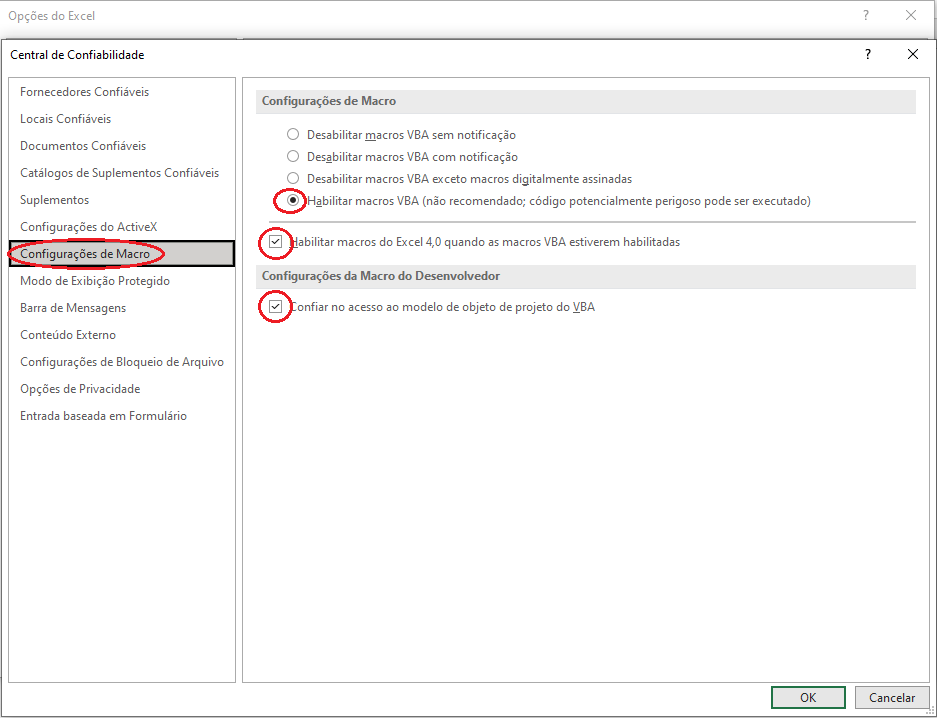 Opções do Excel
?
Central de Confiabilidade
?
Fornecedores Confiáveis
Locais Confiáveis
Documentos Confiáveis
Catálogos de Suplementos Confiáveis
Suplementos
Configurações do ActiveX
Configurações de Macro
Modo de Exibição Protegido
Barra de Mensagens
Conteúdo Externo
Configurações de Bloqueio de Arquivo
Opções de Privacidade
Entrada baseada em Formulário
Configurações de Macro
Desabilitar macros VBA sem notificação
Desabilitar macros VBA com notificação
Desabilitar macros VBA exceto macros digitalmente assinadas
Habilitar macros VBA (não recomendado; código potencialmente perigoso pode ser executado)
Habilitar macros do Excel 4,0 quando as macros VBA estiverem habilitadas
Configurações da Macro do Desenvolvedor
Confiar no acesso ao modelo de objeto de projeto do VBA
OK
Cancelar